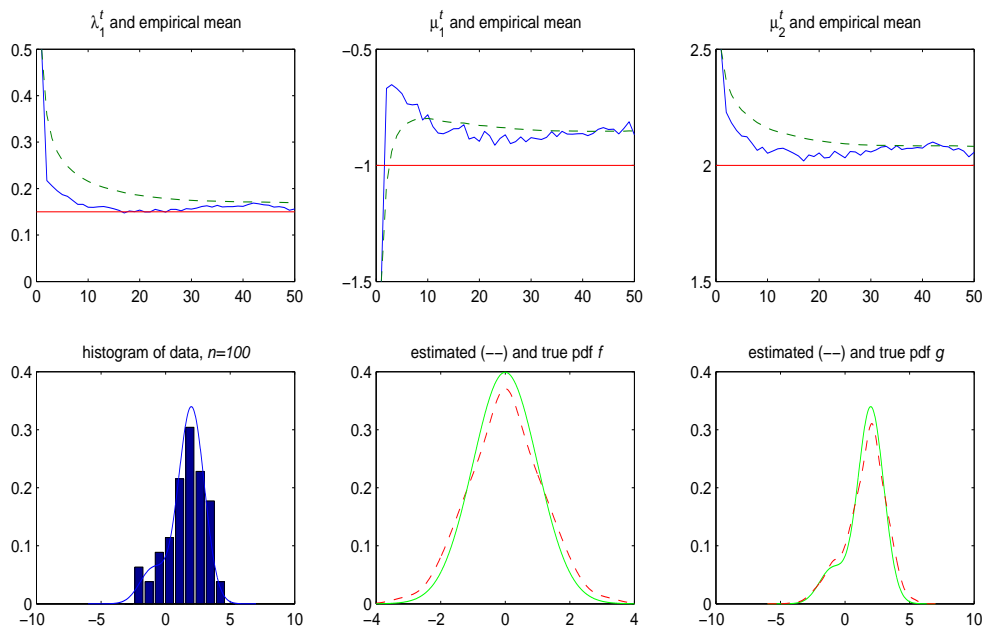 λ₁ᵗ and empirical mean
0.5
0.4
0.3
0.2
0.1
0
0 10 20 30 40 50
μ₁ᵗ and empirical mean
−0.5
−1
−1.5
0 10 20 30 40 50
μ₂ᵗ and empirical mean
2.5
2
1.5
0 10 20 30 40 50
histogram of data, n=100
0.4
0.3
0.2
0.1
0
−10 −5 0 5 10
estimated (−−) and true pdf f
0.4
0.3
0.2
0.1
0
−4 −2 0 2 4
estimated (−−) and true pdf g
0.4
0.3
0.2
0.1
0
−10 −5 0 5 10